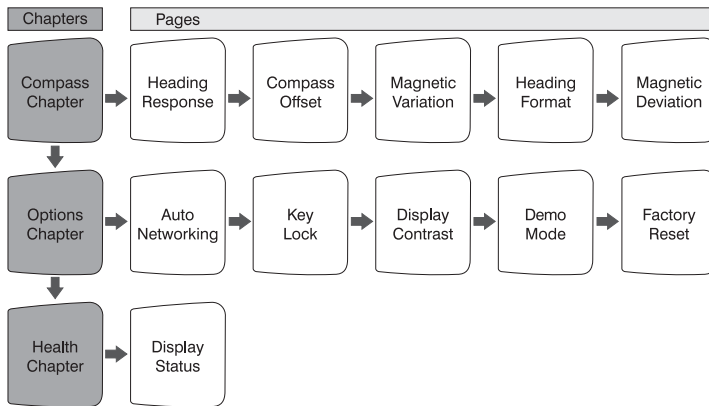 Chapters
Pages
Compass
Chapter
Heading
Response
Compass
Offset
Magnetic
Variation
Heading
Format
Magnetic
Deviation
Options
Chapter
Auto
Networking
Key
Lock
Display
Contrast
Demo
Mode
Factory
Reset
Health
Chapter
Display
Status